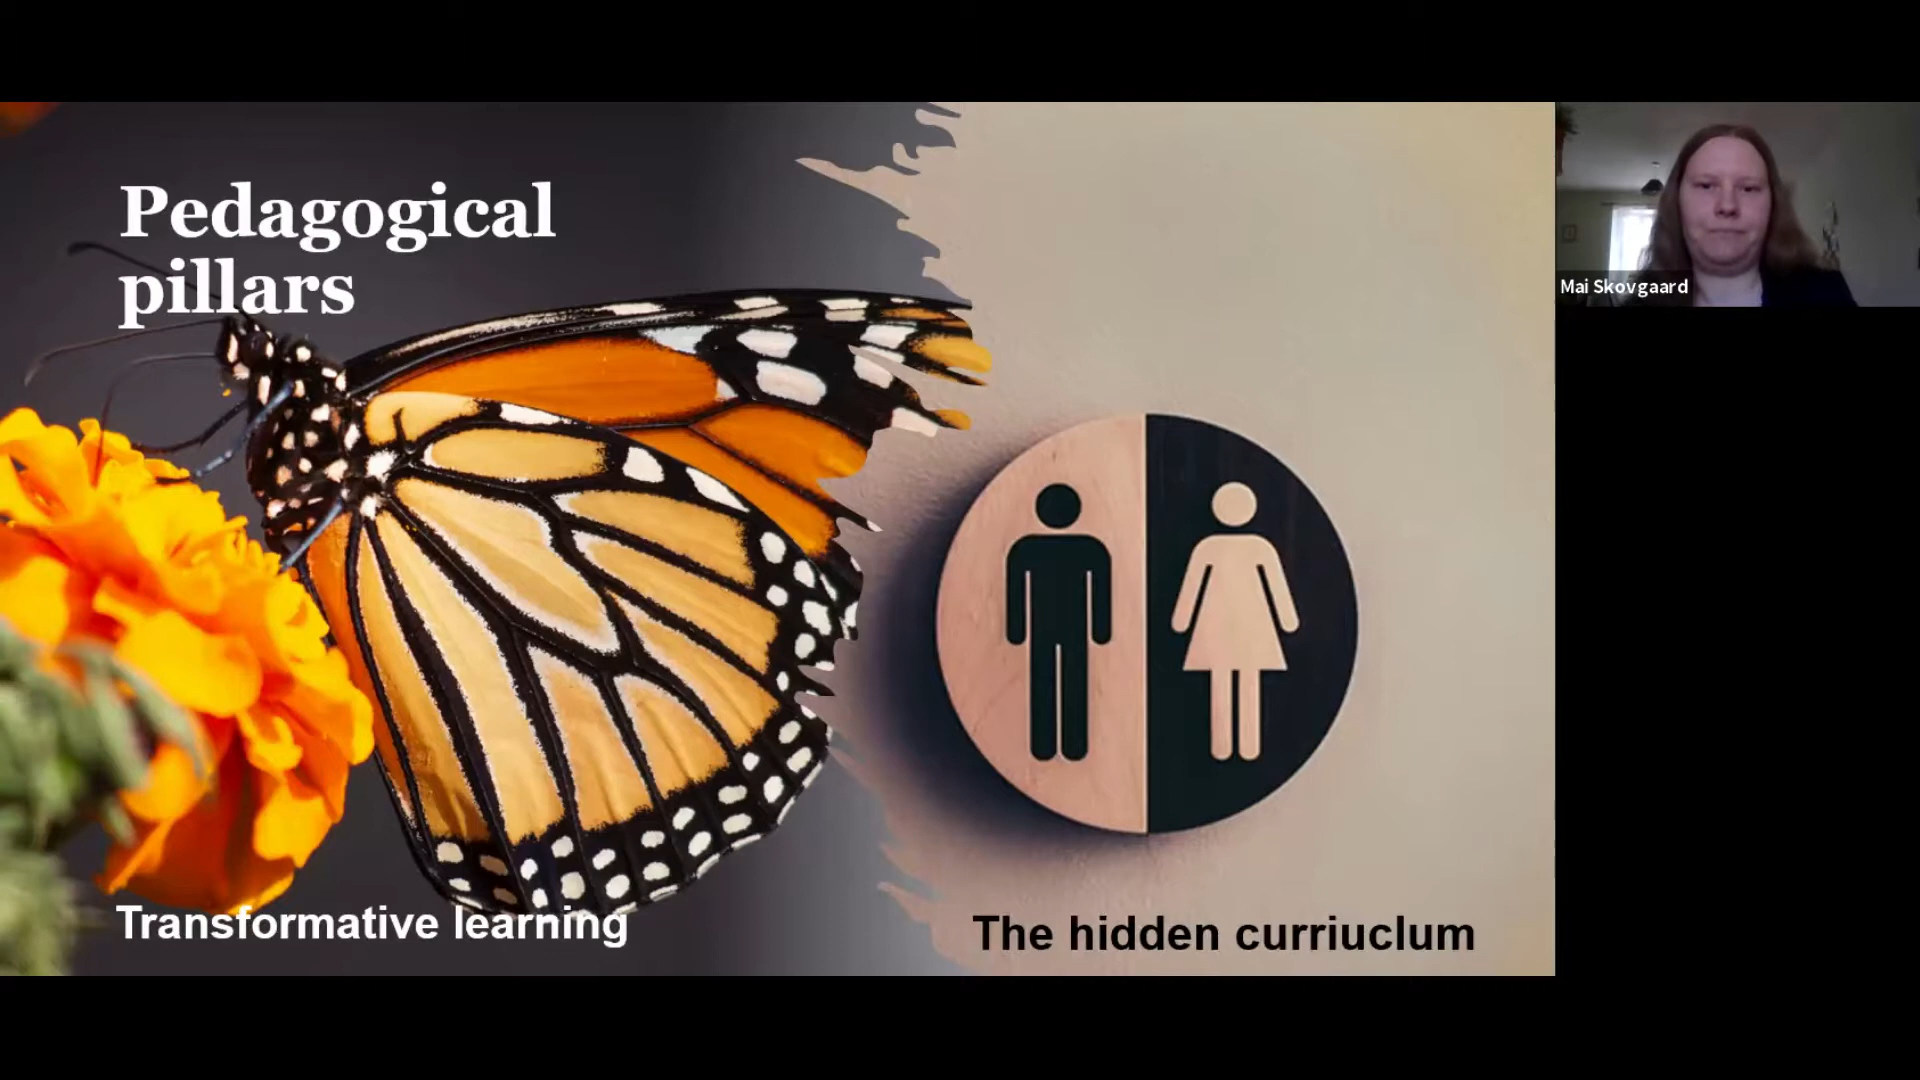 Pedagogical
pillars
Mai Skovgaard
Transformative learning
The hidden curriuclum